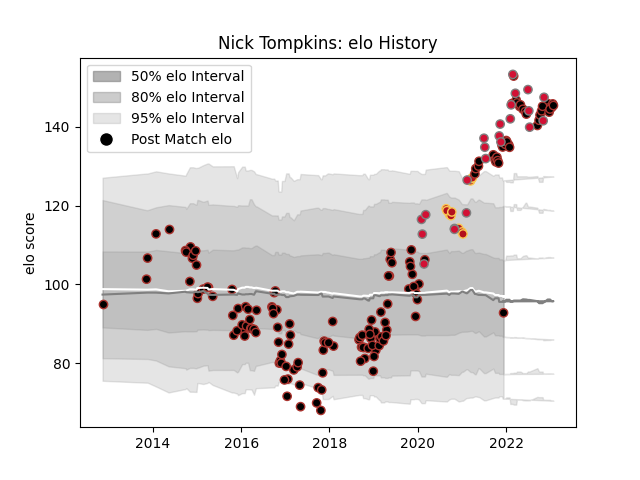 Nick Tompkins: elo History
50% elo Interval
80% elo Interval
95% elo Interval
Post Match elo
elo score
140
120
100
80
2014
2016
2018
2020
2022